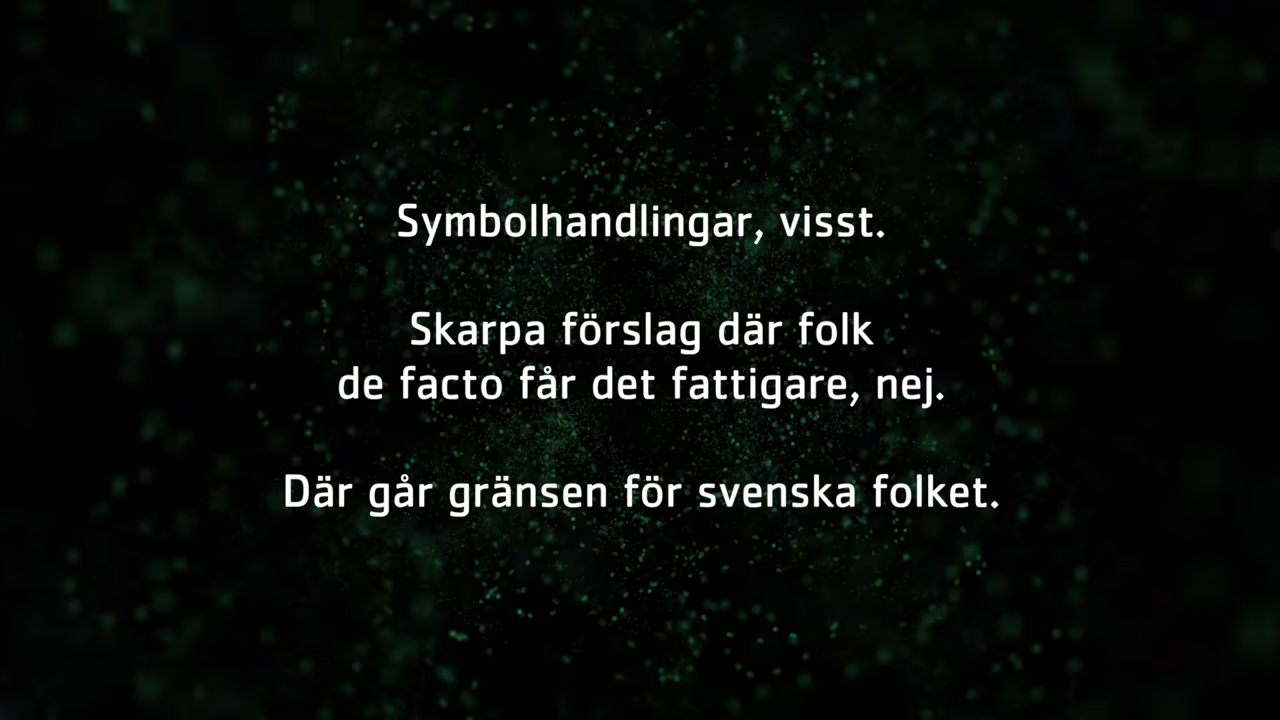 Symbolhandlingar, visst.
Skarpa förslag där folk
de facto får det fattigare, nej.
Där går gränsen för svenska folket.